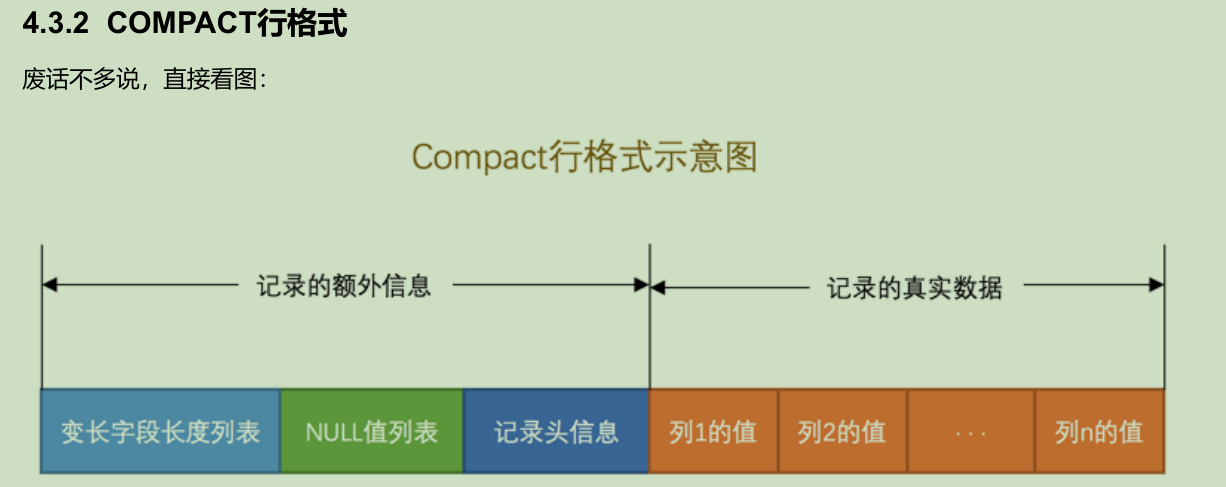 4.3.2 COMPACT行格式
废话不多说，直接看图：
Compact行格式示意图
记录的额外信息 记录的真实数据
变长字段长度列表 NULL值列表 记录头信息 列1的值 列2的值 ... 列n的值